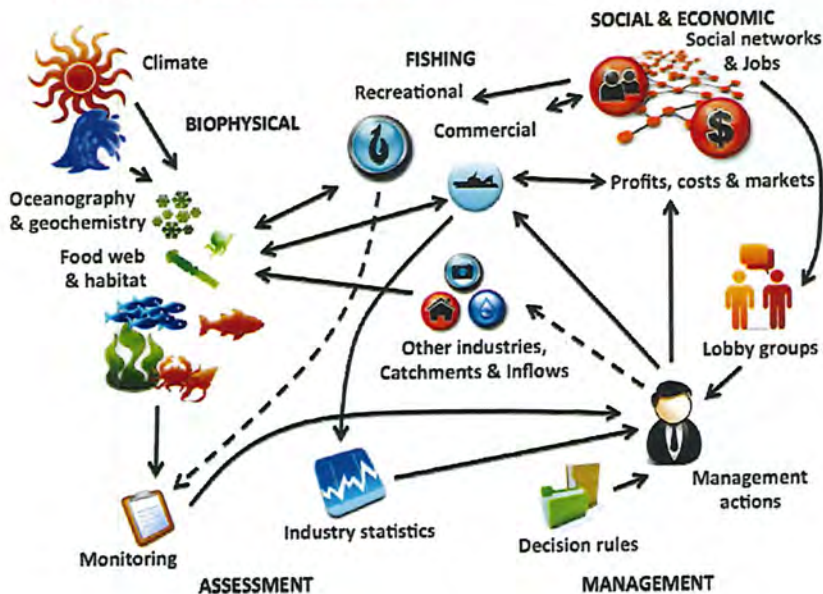 SOCIAL & ECONOMIC
Social networks
& Jobs
Climate
FISHING
Recreational
BIOPHYSICAL
Commercial
$
Oceanography
& geochemistry
Profits, costs & markets
Food web
& habitat
Other industries,
Catchments & Inflows
Lobby groups
Management
actions
Industry statistics
Decision rules
Monitoring
ASSESSMENT
MANAGEMENT